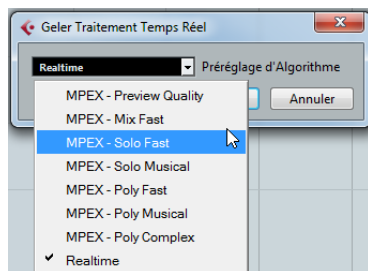 Geler Traitement Temps Réel
Realtime Préréglage d'Algorithme
MPEX - Preview Quality Annuler
MPEX - Mix Fast
MPEX - Solo Fast
MPEX - Solo Musical
MPEX - Poly Fast
MPEX - Poly Musical
MPEX - Poly Complex
Realtime